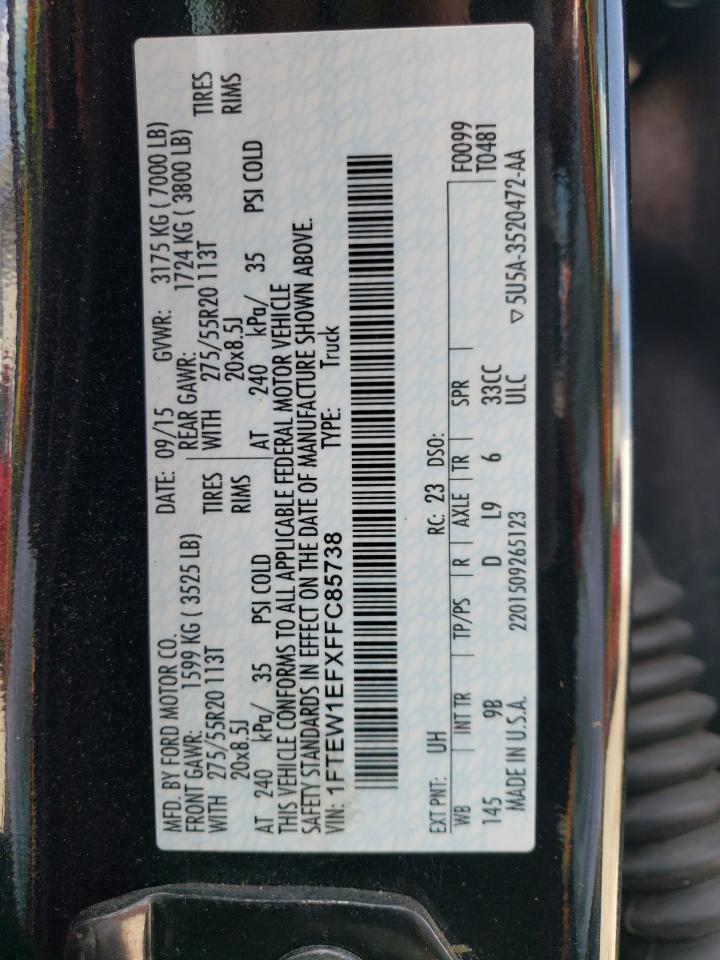 MFD. BY FORD MOTOR CO. DATE: 09/15 GVWR: 3175 KG ( 7000 LB)
FRONT GAWR: 1599 KG ( 3525 LB) REAR GAWR: 1724 KG ( 3800 LB)
WITH 275/55R20 113T TIRES WITH 275/55R20 113T TIRES
20x8.5J RIMS 20x8.5J RIMS
AT 240 kPa/ 35 PSI COLD AT 240 kPa/ 35 PSI COLD
THIS VEHICLE CONFORMS TO ALL APPLICABLE FEDERAL MOTOR VEHICLE
SAFETY STANDARDS IN EFFECT ON THE DATE OF MANUFACTURE SHOWN ABOVE.
VIN: 1FTEW1EFXFFC85738 TYPE: Truck
EXT PNT: UH RC: 23 DSO: F0099
WB INT TR TP/PS R AXLE TR SPR T0481
145 9B D L9 6 33CC
ULC
MADE IN U.S.A. 2201509265123 ▽5U5A-3520472-AA